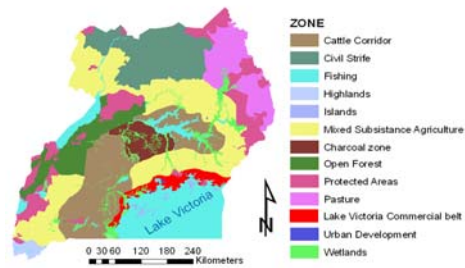 ZONE
Cattle Corridor
Civil Strife
Fishing
Highlands
Islands
Mixed Subsistance Agriculture
Charcoal zone
Open Forest
Protected Areas
Pasture
Lake Victoria Commercial belt
Urban Development
Wetlands
Lake Victoria
N
0 30 60 120 180 240
Kilometers